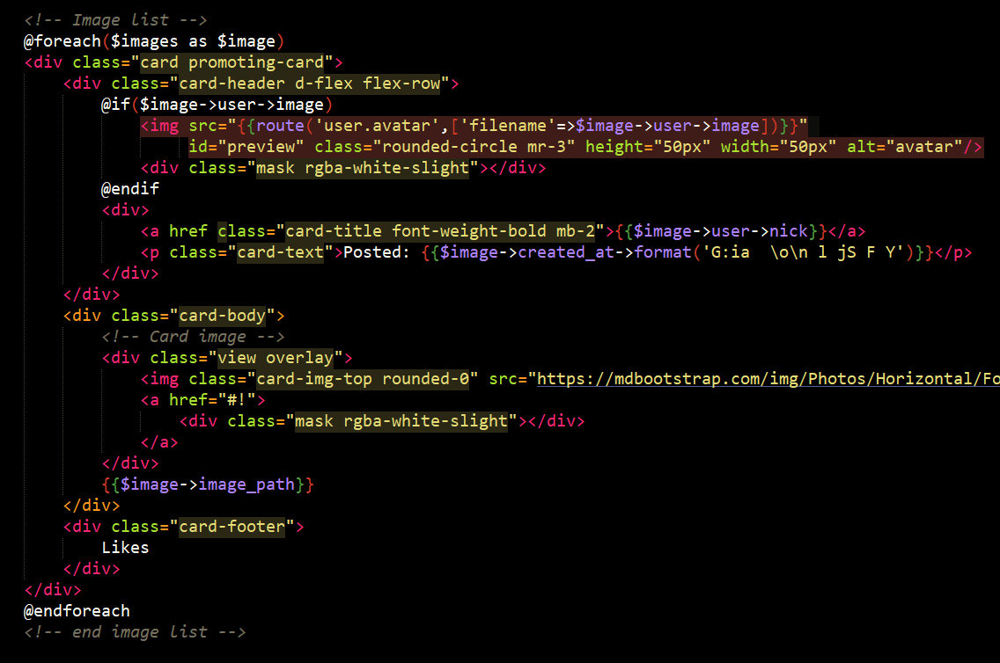 <!-- Image list -->
@foreach($images as $image)
<div class="card promoting-card">
<div class="card-header d-flex flex-row">
@if($image->user->image)
<img src="{{route('user.avatar',['filename'=>$image->user->image])}}"
id="preview" class="rounded-circle mr-3" height="50px" width="50px" alt="avatar"/>
<div class="mask rgba-white-slight"></div>
@endif
<div>
<a href class="card-title font-weight-bold mb-2">{{$image->user->nick}}</a>
<p class="card-text">Posted: {{$image->created_at->format('G:ia  \o\n l jS F Y')}}</p>
</div>
</div>
<div class="card-body">
<!-- Card image -->
<div class="view overlay">
<img class="card-img-top rounded-0" src="https://mdbootstrap.com/img/Photos/Horizontal/Fo
<a href="#!">
<div class="mask rgba-white-slight"></div>
</a>
</div>
{{$image->image_path}}
</div>
<div class="card-footer">
Likes
</div>
</div>
@endforeach
<!-- end image list -->